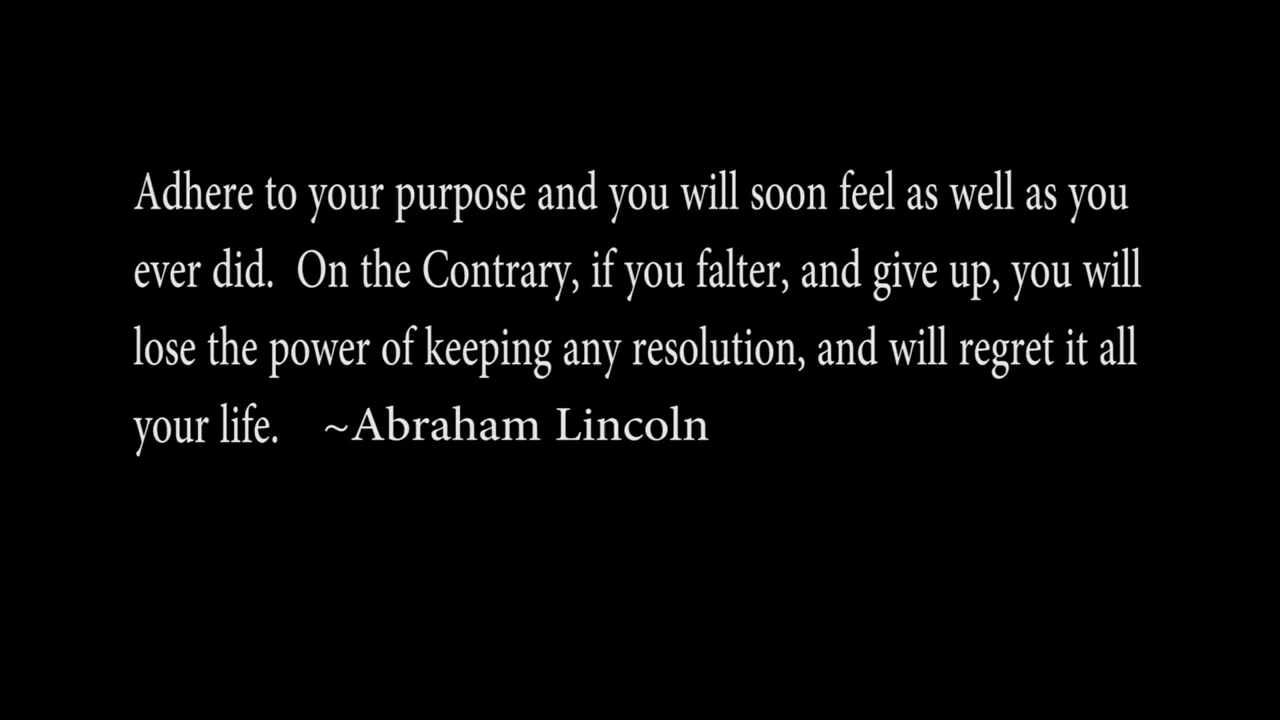 Adhere to your purpose and you will soon feel as well as you
ever did.  On the Contrary, if you falter, and give up, you will
lose the power of keeping any resolution, and will regret it all
your life.    ~Abraham Lincoln